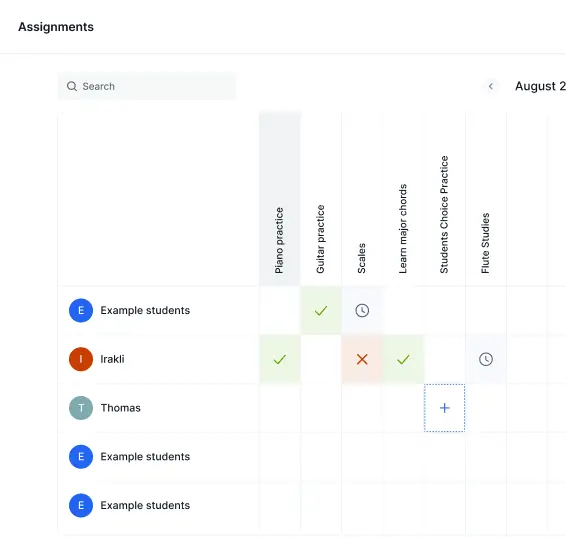 Assignments
Search
August 2
Piano practice
Guitar practice
Scales
Learn major chords
Students Choice Practice
Flute Studies
E Example students
I Irakli
T Thomas
E Example students
E Example students